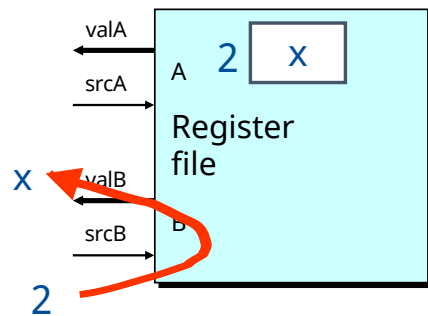 valA
A
2
x
srcA
Register
file
x
valB
B
srcB
2